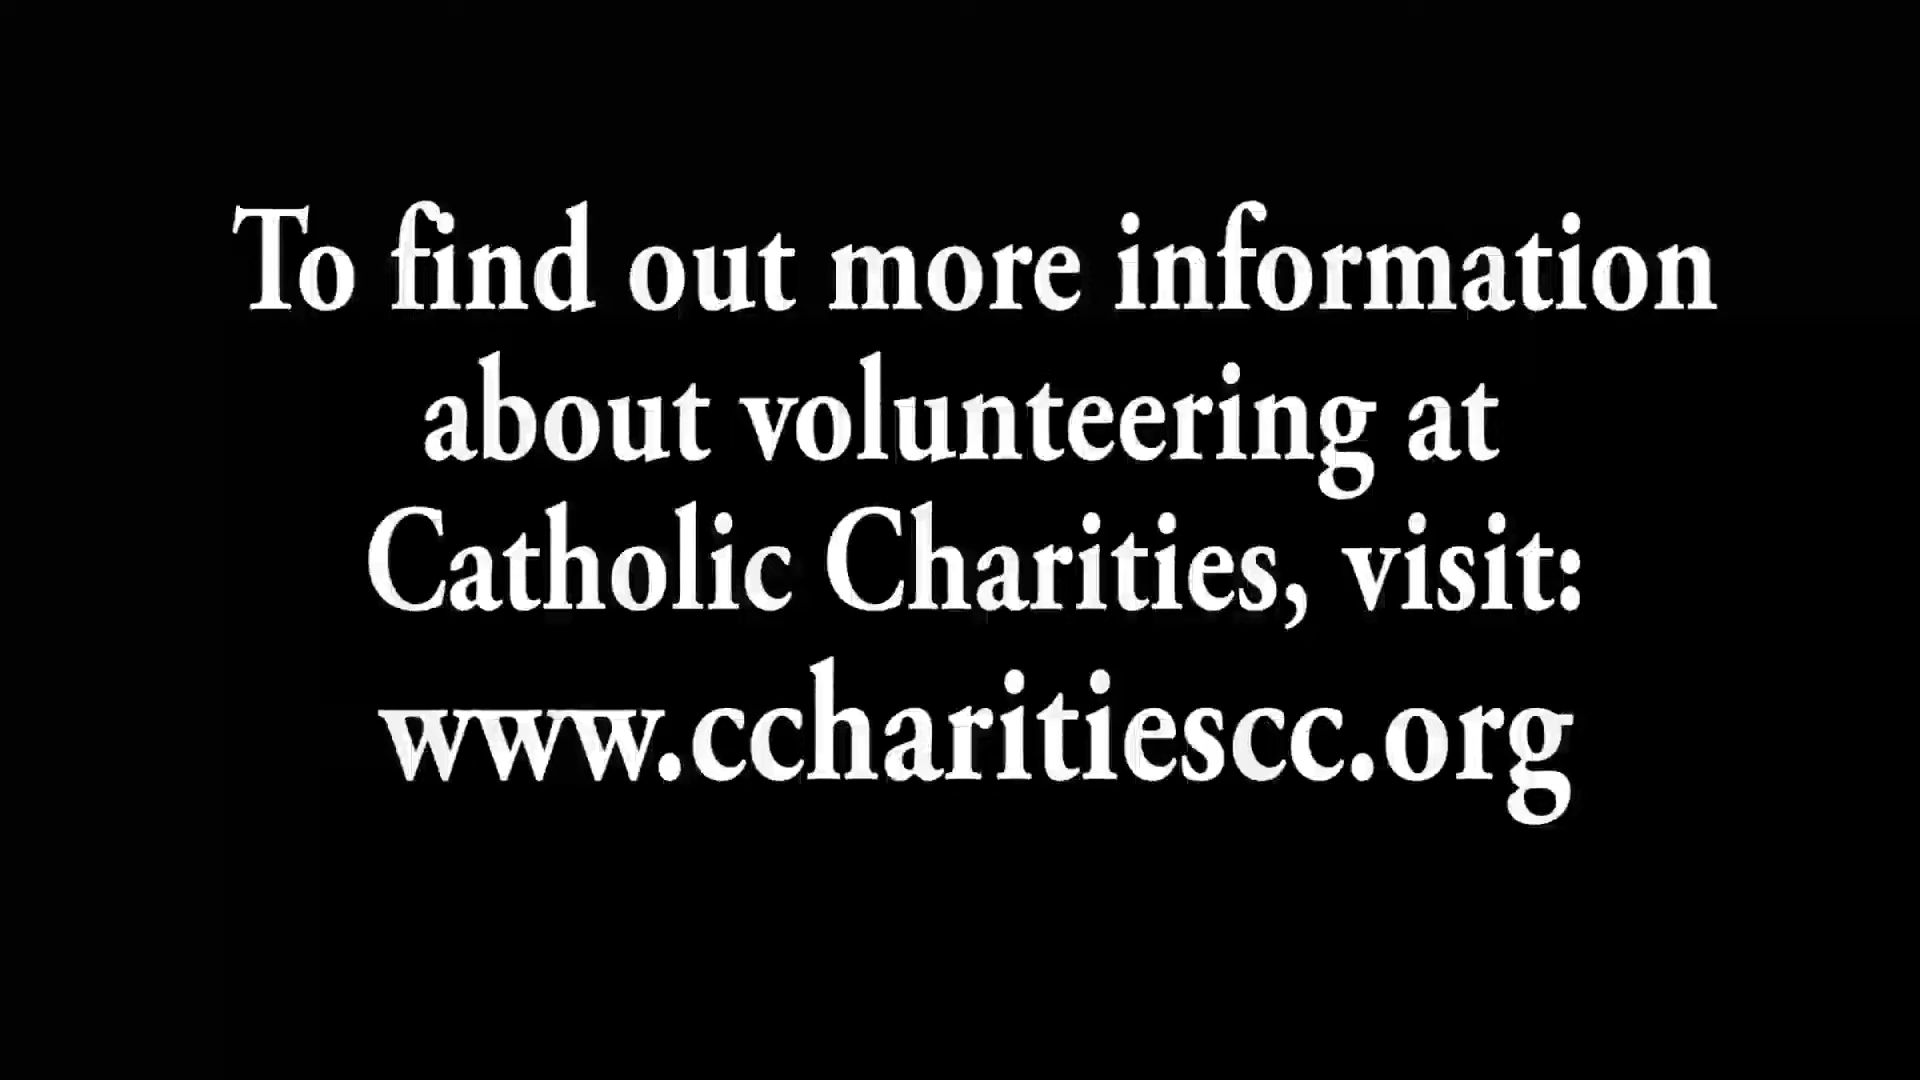 To find out more information
about volunteering at
Catholic Charities, visit:
www.ccharitiescc.org